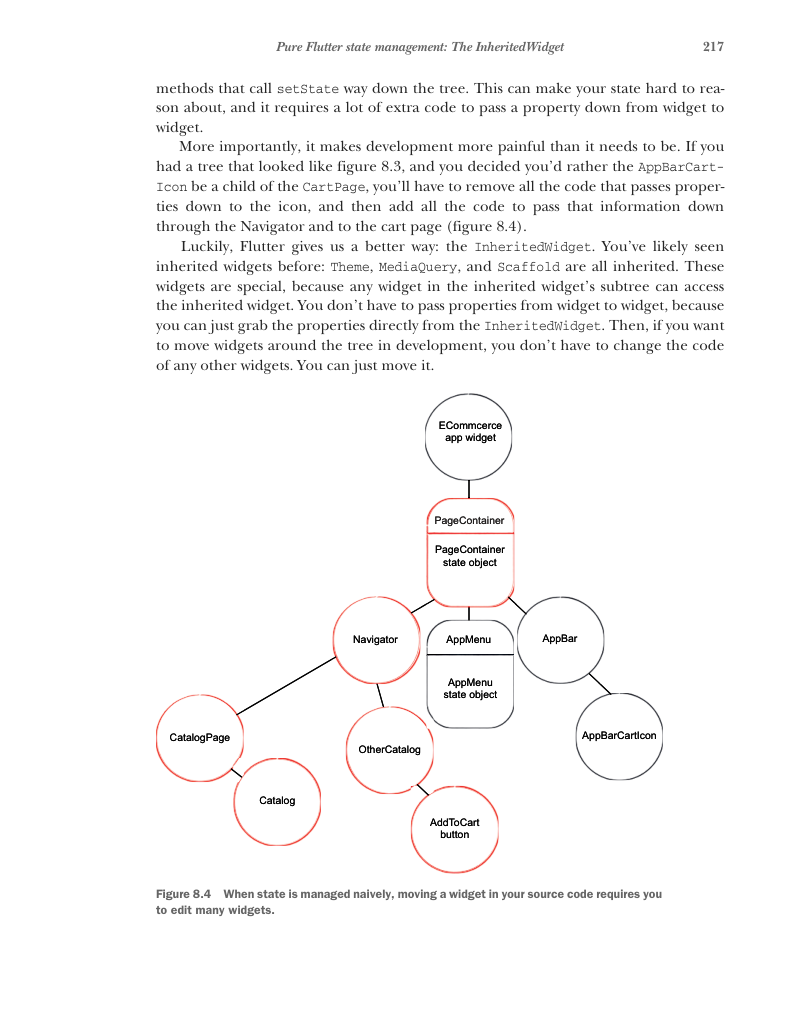 Pure Flutter state management: The InheritedWidget 217
methods that call setState way down the tree. This can make your state hard to rea-
son about, and it requires a lot of extra code to pass a property down from widget to
widget.
More importantly, it makes development more painful than it needs to be. If you
had a tree that looked like figure 8.3, and you decided you’d rather the AppBarCart-
Icon be a child of the CartPage, you’ll have to remove all the code that passes proper-
ties down to the icon, and then add all the code to pass that information down
through the Navigator and to the cart page (figure 8.4).
Luckily, Flutter gives us a better way: the InheritedWidget. You’ve likely seen
inherited widgets before: Theme, MediaQuery, and Scaffold are all inherited. These
widgets are special, because any widget in the inherited widget’s subtree can access
the inherited widget. You don’t have to pass properties from widget to widget, because
you can just grab the properties directly from the InheritedWidget. Then, if you want
to move widgets around the tree in development, you don’t have to change the code
of any other widgets. You can just move it.
ECommcerce
app widget
PageContainer
PageContainer
state object
Navigator
AppMenu
AppBar
AppMenu
state object
CatalogPage
OtherCatalog
AppBarCartIcon
Catalog
AddToCart
button
Figure 8.4 When state is managed naively, moving a widget in your source code requires you
to edit many widgets.